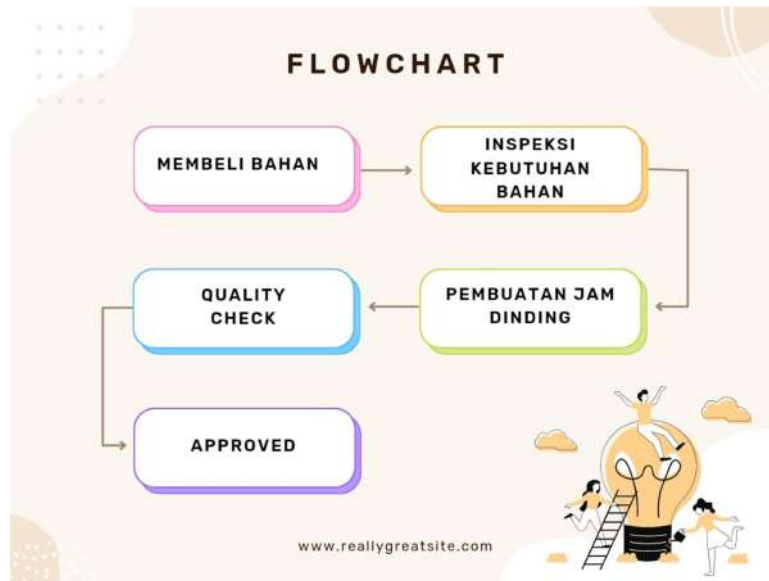 FLOWCHART
MEMBELI BAHAN
INSPEKSI
KEBUTUHAN
BAHAN
PEMBUATAN JAM
DINDING
QUALITY
CHECK
APPROVED
www.reallygreatsite.com